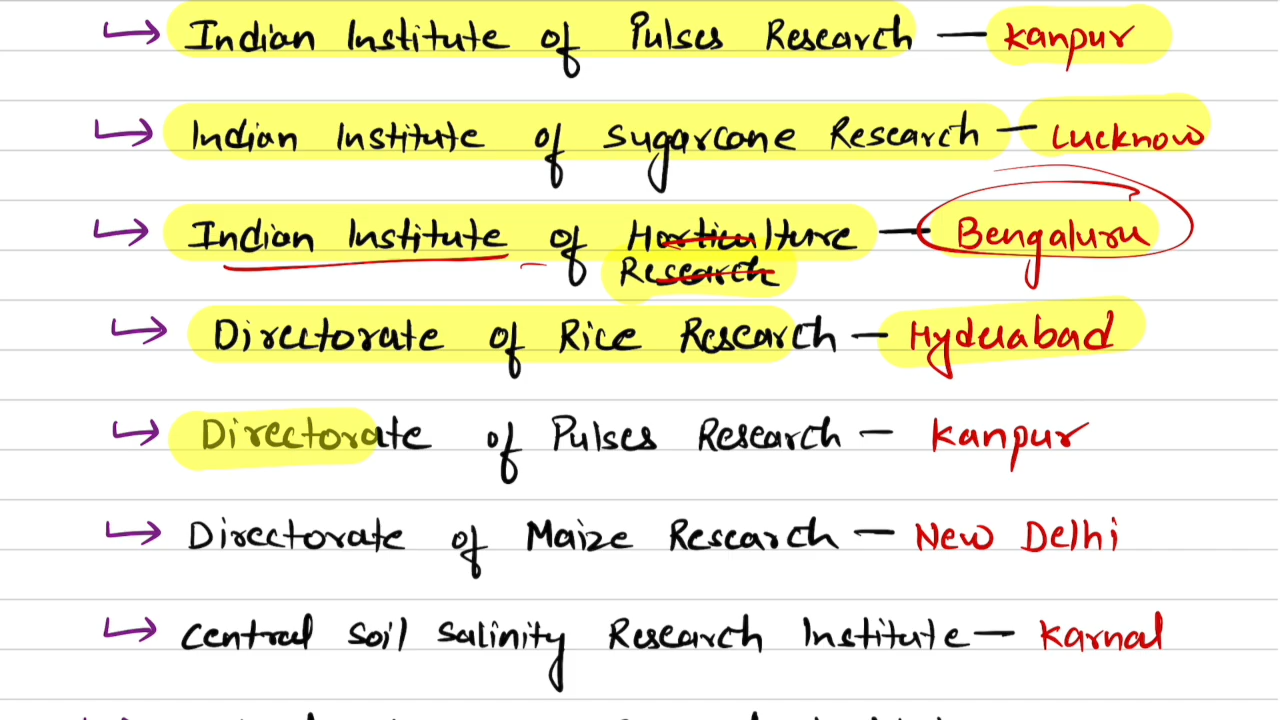 ↳ Indian Institute of Pulses Research — Kanpur
↳ Indian Institute of Sugarcane Research — Lucknow
↳ Indian Institute of Horticulture — Bengaluru
Research
↳ Directorate of Rice Research — Hyderabad
↳ Directorate of Pulses Research — Kanpur
↳ Directorate of Maize Research — New Delhi
↳ Central Soil Salinity Research Institute — Karnal